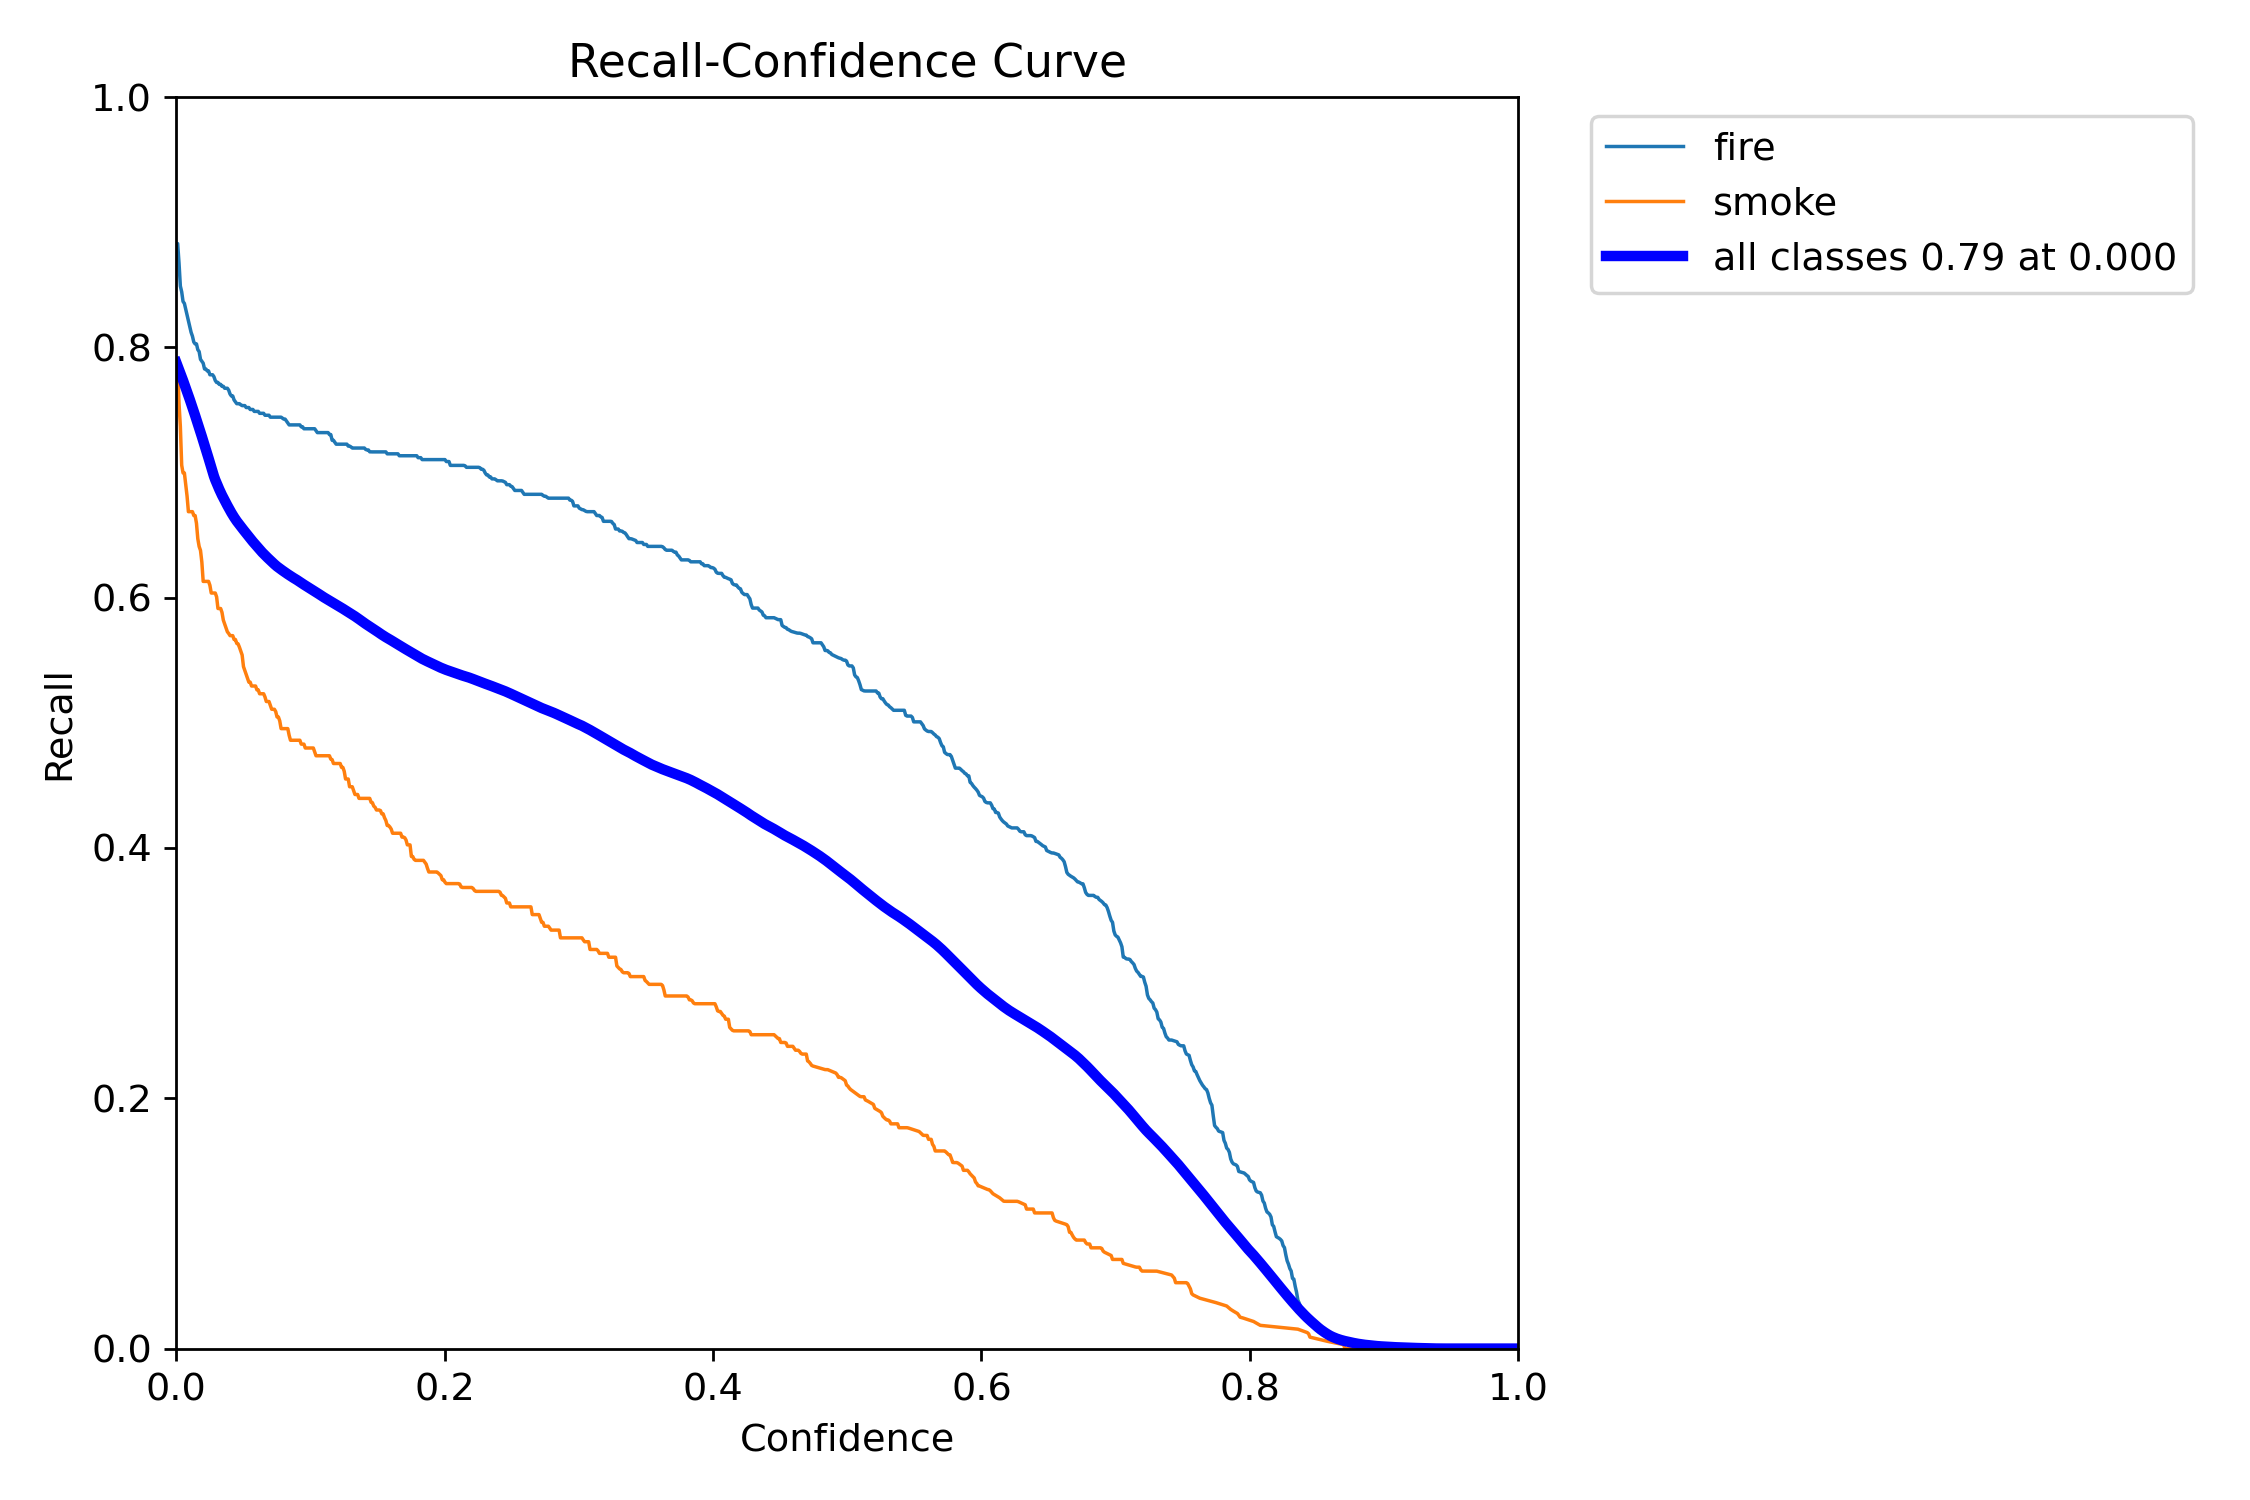 Recall-Confidence Curve
1.0
0.8
0.6
0.4
0.2
0.0
Recall
0.0 0.2 0.4 0.6 0.8 1.0
Confidence
fire
smoke
all classes 0.79 at 0.000